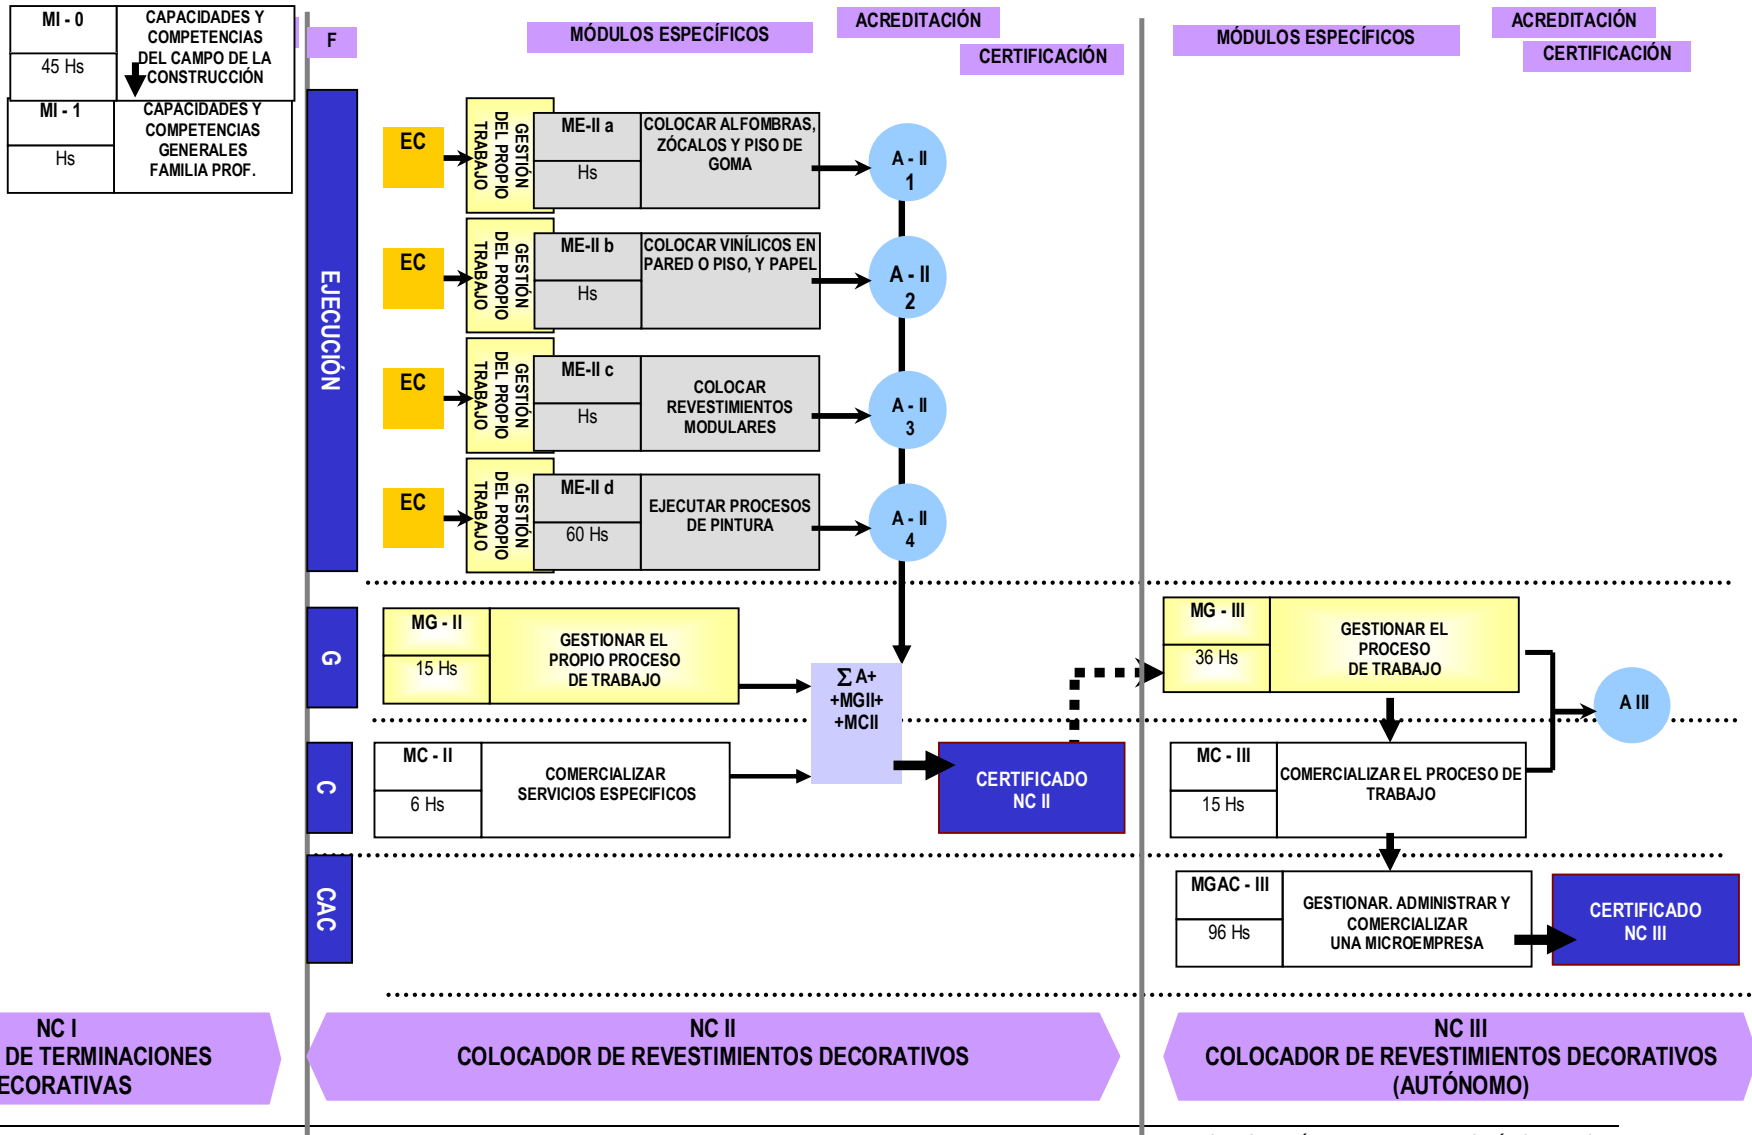 MI - 0
45 Hs
CAPACIDADES Y
COMPETENCIAS
DEL CAMPO DE LA
CONSTRUCCIÓN
MI - 1
Hs
CAPACIDADES Y
COMPETENCIAS
GENERALES
FAMILIA PROF.
F
MÓDULOS ESPECÍFICOS
ACREDITACIÓN
CERTIFICACIÓN
MÓDULOS ESPECÍFICOS
ACREDITACIÓN
CERTIFICACIÓN
EJECUCIÓN
EC
GESTIÓN
DEL PROPIO
TRABAJO
ME-II a
Hs
COLOCAR ALFOMBRAS,
ZÓCALOS Y PISO DE
GOMA
A - II
1
EC
GESTIÓN
DEL PROPIO
TRABAJO
ME-II b
Hs
COLOCAR VINÍLICOS EN
PARED O PISO, Y PAPEL
A - II
2
EC
GESTIÓN
DEL PROPIO
TRABAJO
ME-II c
Hs
COLOCAR
REVESTIMIENTOS
MODULARES
A - II
3
EC
GESTIÓN
DEL PROPIO
TRABAJO
ME-II d
60 Hs
EJECUTAR PROCESOS
DE PINTURA
A - II
4
G
MG - II
15 Hs
GESTIONAR EL
PROPIO PROCESO
DE TRABAJO
Σ A+
+MGII+
+MCII
MG - III
36 Hs
GESTIONAR EL
PROCESO
DE TRABAJO
A III
C
MC - II
6 Hs
COMERCIALIZAR
SERVICIOS ESPECIFICOS
CERTIFICADO
NC II
MC - III
15 Hs
COMERCIALIZAR EL PROCESO DE
TRABAJO
CAC
MGAC - III
96 Hs
GESTIONAR. ADMINISTRAR Y
COMERCIALIZAR
UNA MICROEMPRESA
CERTIFICADO
NC III
NC I
DE TERMINACIONES
ECORATIVAS
NC II
COLOCADOR DE REVESTIMIENTOS DECORATIVOS
NC III
COLOCADOR DE REVESTIMIENTOS DECORATIVOS
(AUTÓNOMO)